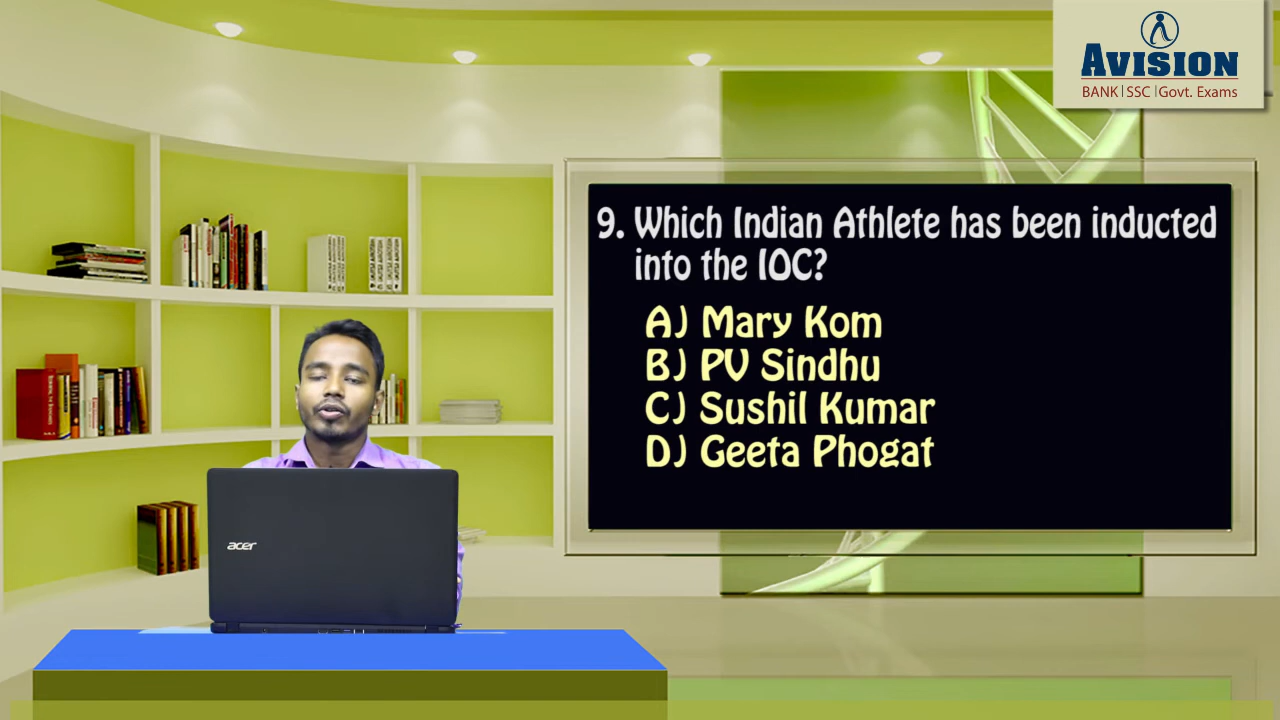 AVISION
BANK | SSC | Govt. Exams
9. Which Indian Athlete has been inducted
into the IOC?
A) Mary Kom
B) PV Sindhu
C) Sushil Kumar
D) Geeta Phogat
acer